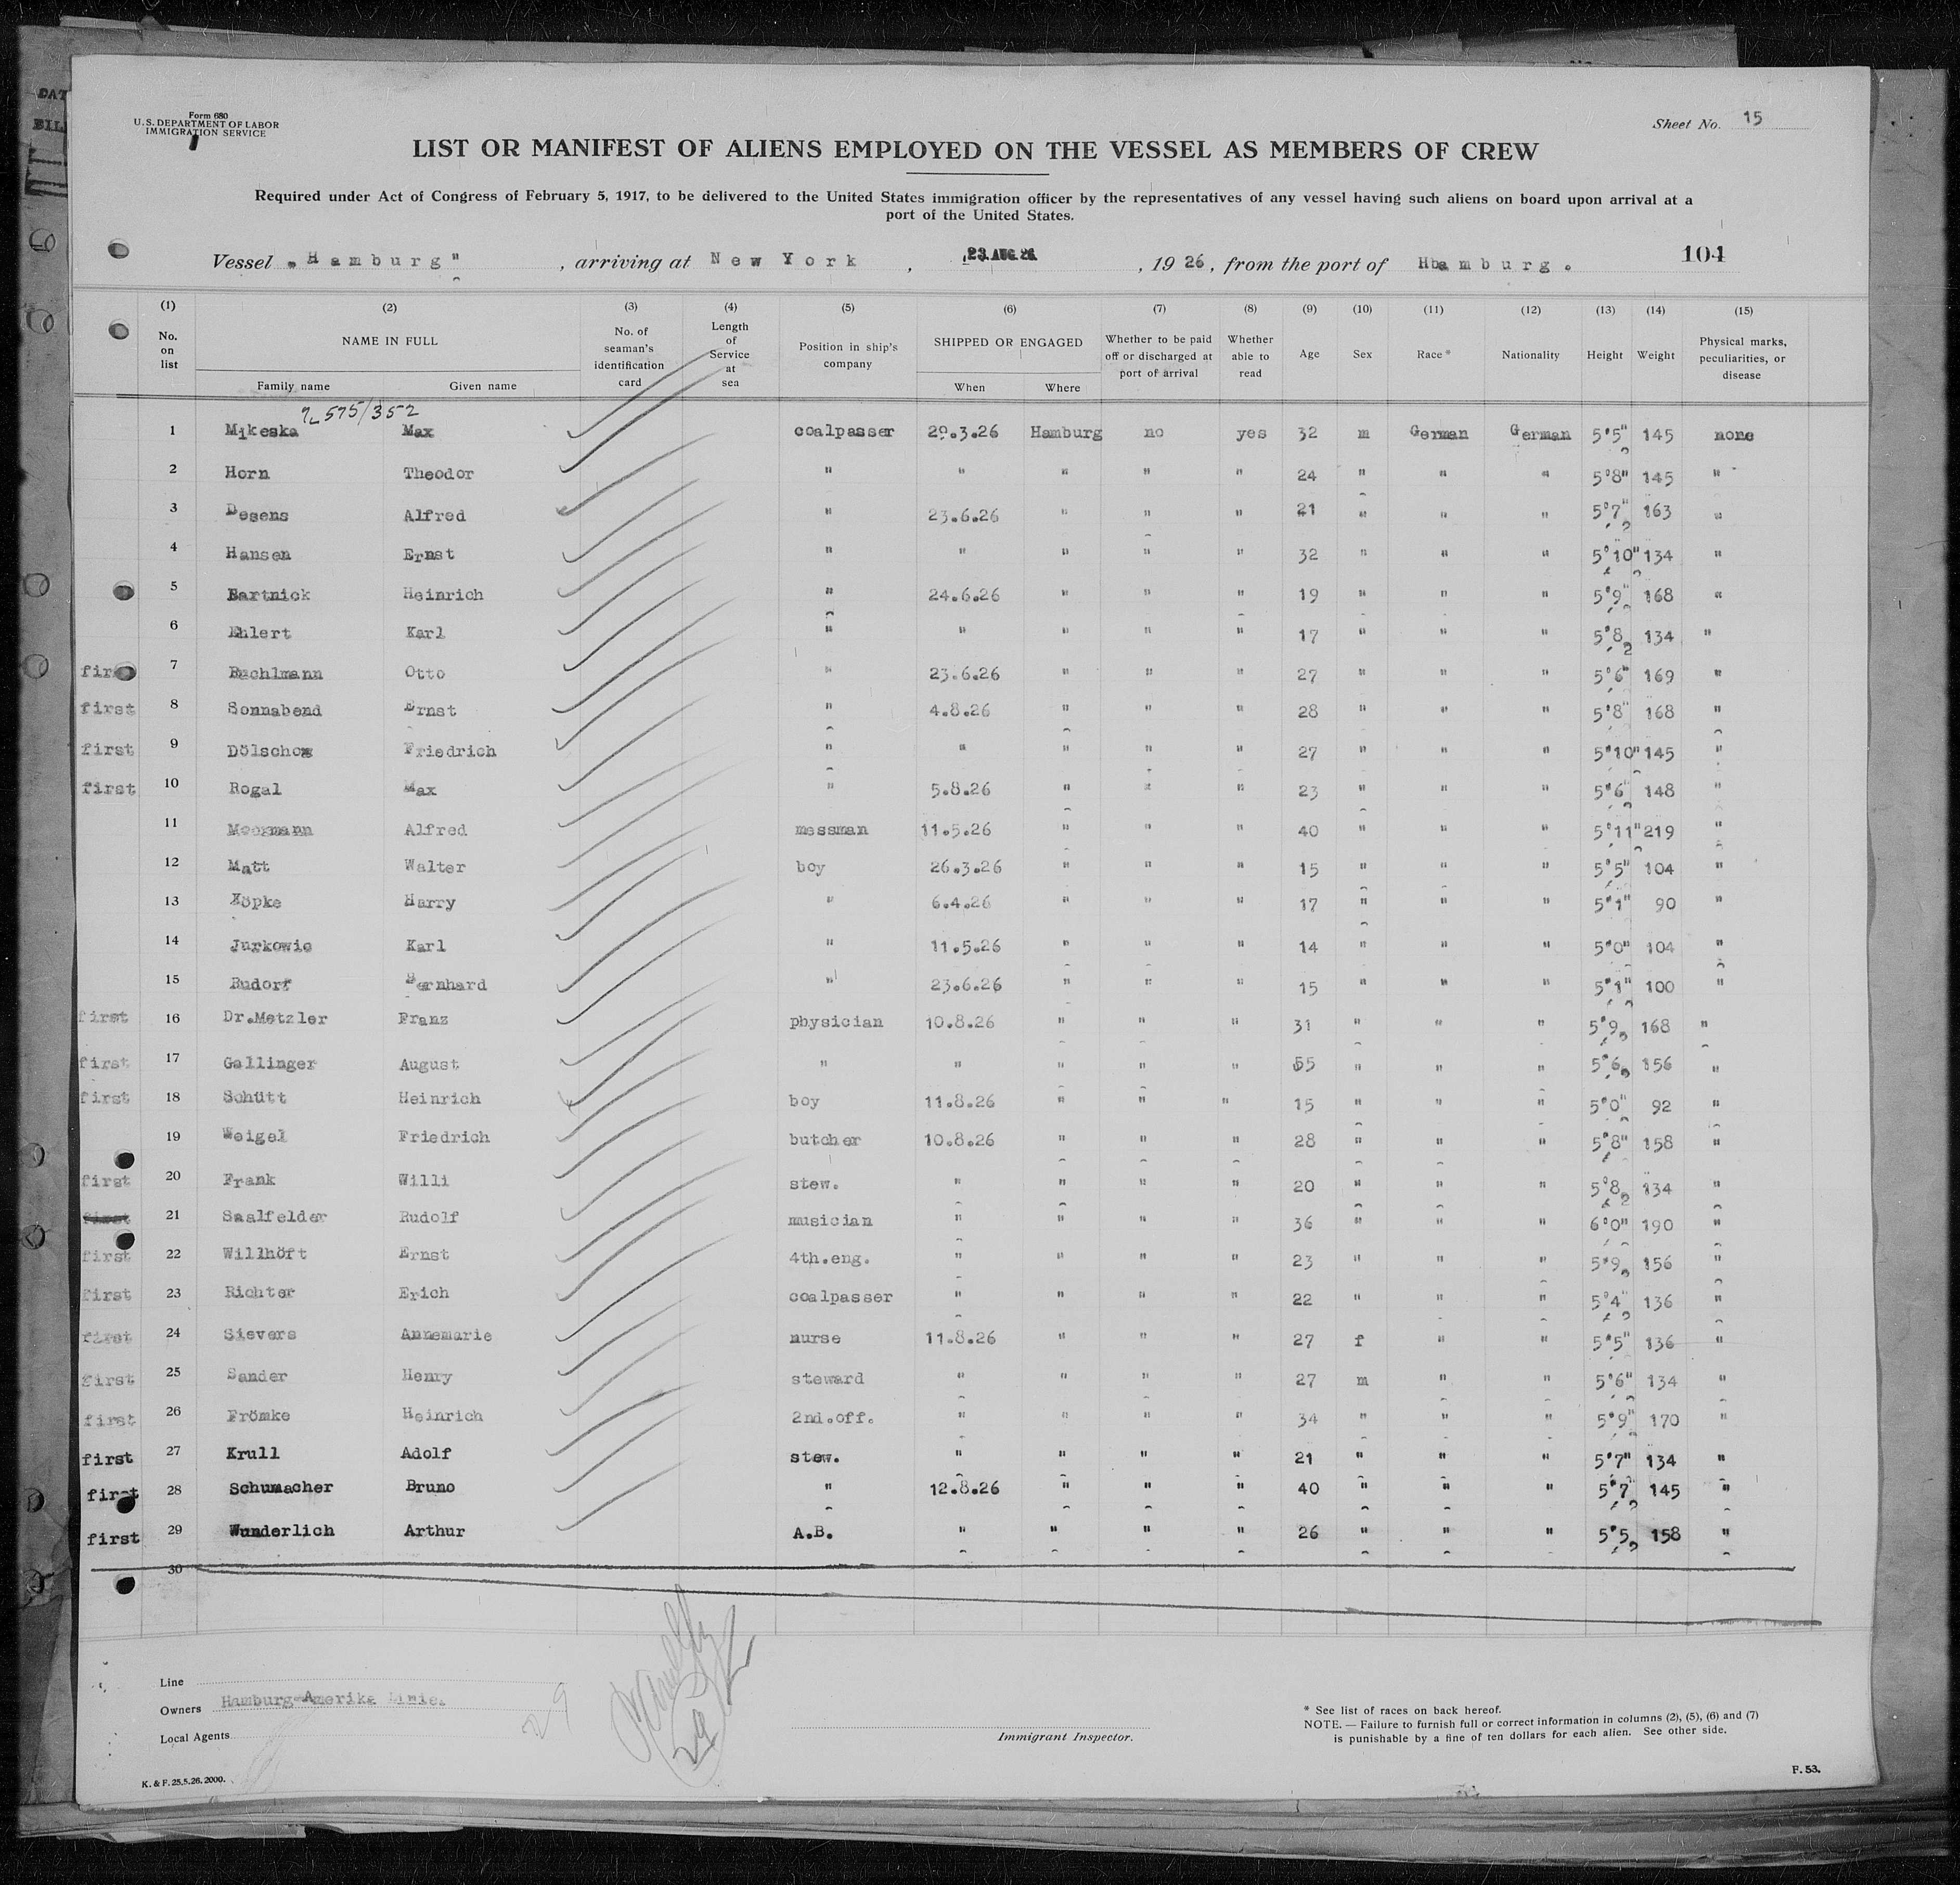 Form 680
U.S. DEPARTMENT OF LABOR
IMMIGRATION SERVICE
Sheet No. 15
LIST OR MANIFEST OF ALIENS EMPLOYED ON THE VESSEL AS MEMBERS OF CREW
Required under Act of Congress of February 5, 1917, to be delivered to the United States immigration officer by the representatives of any vessel having such aliens on board upon arrival at a
port of the United States.
Vessel "Hamburg", arriving at New York, 23.AUG.26, 1926, from the port of Hamburg. 104
(1) (2) (3) (4) (5) (6) (7) (8) (9) (10) (11) (12) (13) (14) (15)
No. on list NAME IN FULL Family name Given name No. of seaman's identification card Length of Service at sea Position in ship's company SHIPPED OR ENGAGED When Where Whether to be paid off or discharged at port of arrival Whether able to read Age Sex Race* Nationality Height Weight Physical marks, peculiarities, or disease
575/352
1 Mikeska Max coalpasser 29.3.26 Hamburg no yes 32 m German German 5'5" 145 none
2 Horn Theodor " " " " " 24 " " " 5'8" 145 "
3 Desens Alfred " 23.6.26 " " " 21 " " " 5'7" 163 "
4 Hansen Ernst " " " " " 32 " " " 5'10" 134 "
5 Bartnick Heinrich " 24.6.26 " " " 19 " " " 5'9" 168 "
6 Ehlert Karl " " " " " 17 " " " 5'8 134 "
first 7 Bachlmann Otto " 23.6.26 " " " 27 " " " 5'6" 169 "
first 8 Sonnabend Ernst " 4.8.26 " " " 28 " " " 5'8" 168 "
first 9 Friedrich " " " " " 27 " " " 5'10" 145 "
first 10 Rogal Max " 5.8.26 " " " 23 " " " 5'6" 148 "
11 Alfred messman 11.5.26 " " " 40 " " " 5'11" 219 "
12 Matt Walter boy 26.3.26 " " " 15 " " " 5'5" 104 "
13 Köpke Harry " 6.4.26 " " " 17 " " " 5'1" 90 "
14 Jurkowie Karl " 11.5.26 " " " 14 " " " 5'0" 104 "
15 Rudorf Bernhard " 23.6.26 " " " 15 " " " 5'1" 100 "
first 16 Dr.Metzler Franz physician 10.8.26 " " " 31 " " " 5'9 168 "
first 17 Gallinger August " " " " " 55 " " " 5'6 156 "
first 18 Schütt Heinrich boy 11.8.26 " " " 15 " " " 5'0" 92 "
19 Weigel Friedrich butcher 10.8.26 " " " 28 " " " 5'8" 158 "
first 20 Frank Willi stew. " " " " 20 " " " 5'8 134 "
first 21 Saalfelder Rudolf musician " " " " 36 " " " 6'0" 190 "
first 22 Willhöft Ernst 4th.eng. " " " " 23 " " " 5'9 156 "
first 23 Richter Erich coalpasser " " " " 22 " " " 5'4" 136 "
first 24 Sievers Annemarie nurse 11.8.26 " " " 27 f " " 5'5" 136 "
first 25 Sander Henry steward " " " " 27 m " " 5'6" 134 "
first 26 Frömke Heinrich 2nd.off. " " " " 34 " " " 5'9" 170 "
first 27 Krull Adolf stew. " " " " 21 " " " 5'7" 134 "
first 28 Schumacher Bruno " 12.8.26 " " " 40 " " " 5'7 145 "
first 29 Wunderlich Arthur A.B. " " " " 26 " " " 5'5 158 "
30
Line
Owners Hamburg-Amerika Linie.
Local Agents
29
29
Immigrant Inspector.
* See list of races on back hereof.
NOTE. — Failure to furnish full or correct information in columns (2), (5), (6) and (7)
is punishable by a fine of ten dollars for each alien. See other side.
K. & F. 25.5.26.2000.
F. 53.